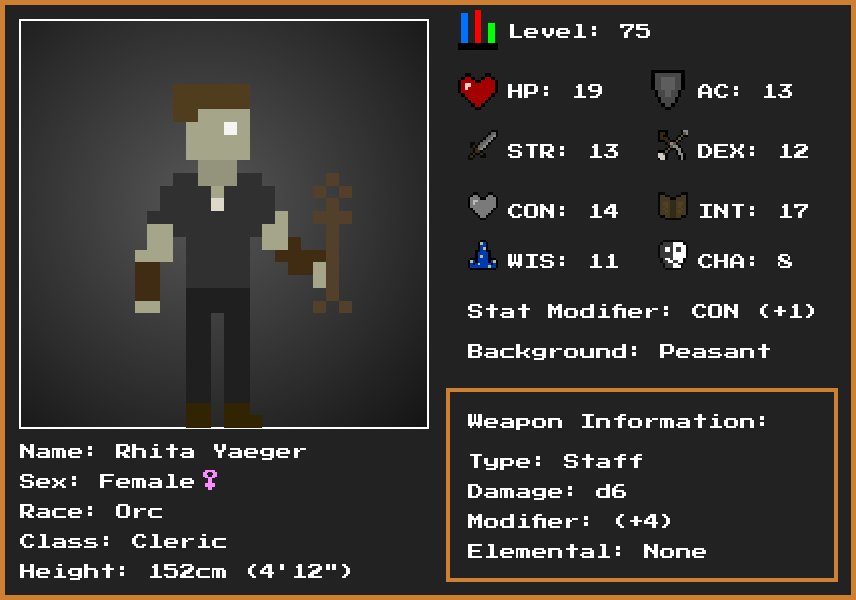 Level: 75
HP: 19 AC: 13
STR: 13 DEX: 12
CON: 14 INT: 17
WIS: 11 CHA: 8
Stat Modifier: CON (+1)
Background: Peasant
Weapon Information:
Type: Staff
Damage: d6
Modifier: (+4)
Elemental: None
Name: Rhita Yaeger
Sex: Female♀
Race: Orc
Class: Cleric
Height: 152cm (4'12")